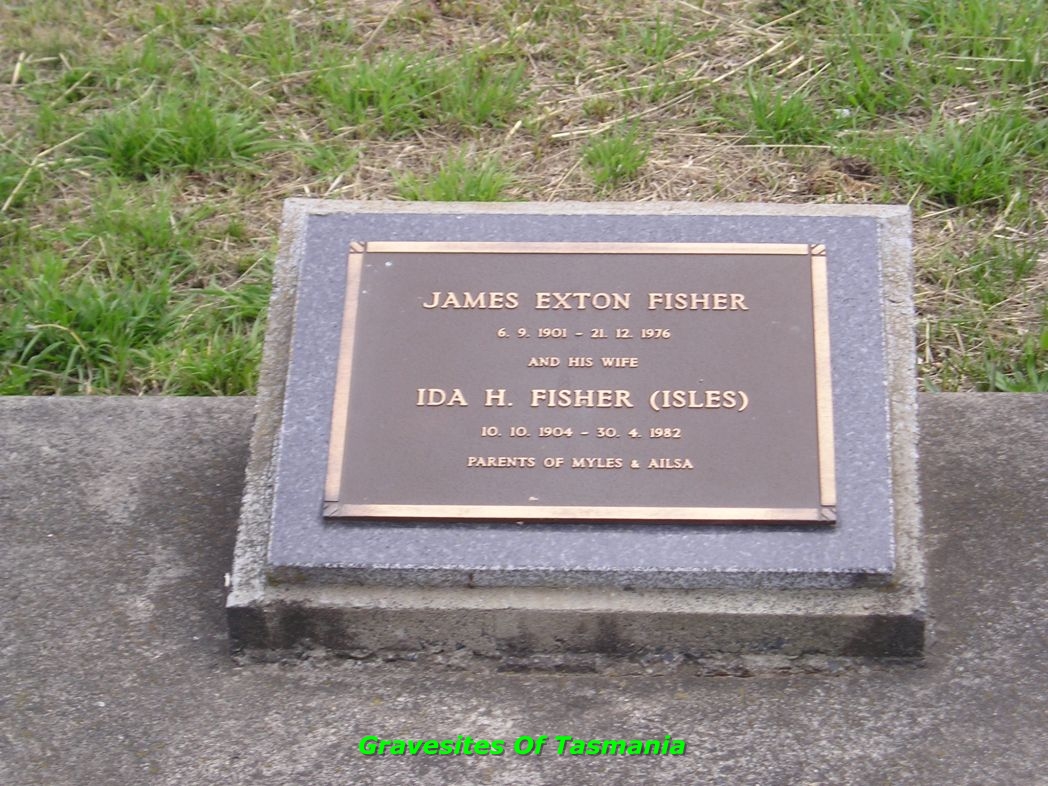 JAMES EXTON FISHER
6. 9. 1901 – 21. 12. 1976
AND HIS WIFE
IDA H. FISHER (ISLES)
10. 10. 1904 – 30. 4. 1982
PARENTS OF MYLES & AILSA
Gravesites Of Tasmania